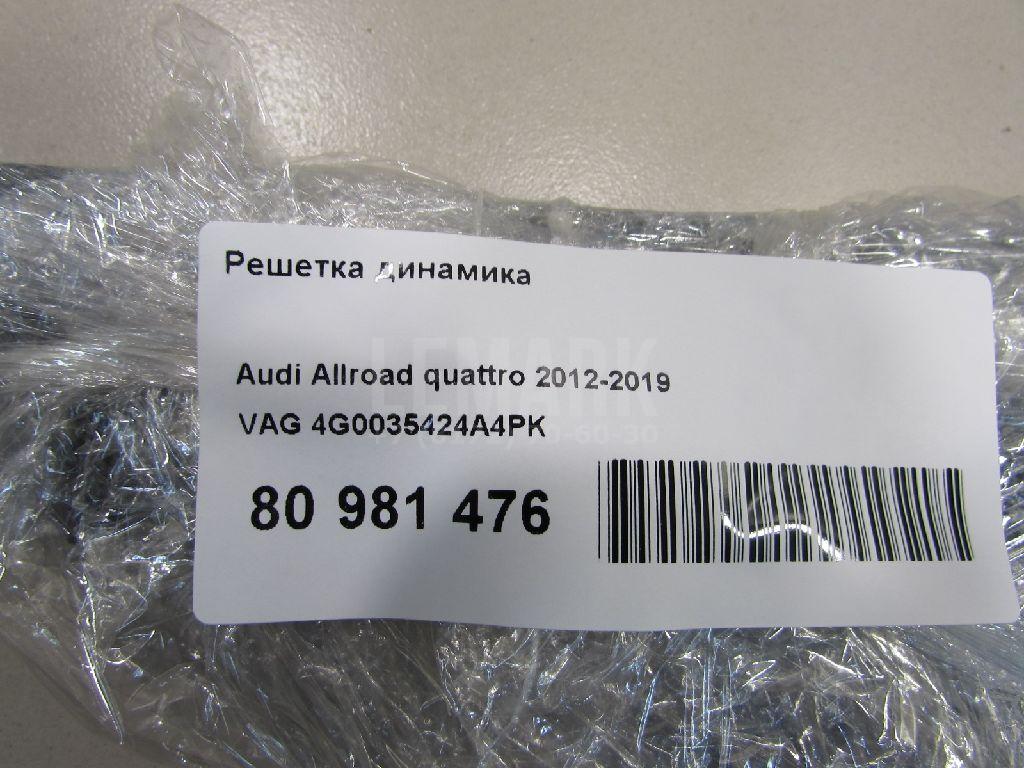 Решетка динамика
LEMARK
Audi Allroad quattro 2012-2019
VAG 4G0035424A4PK
80 981 476